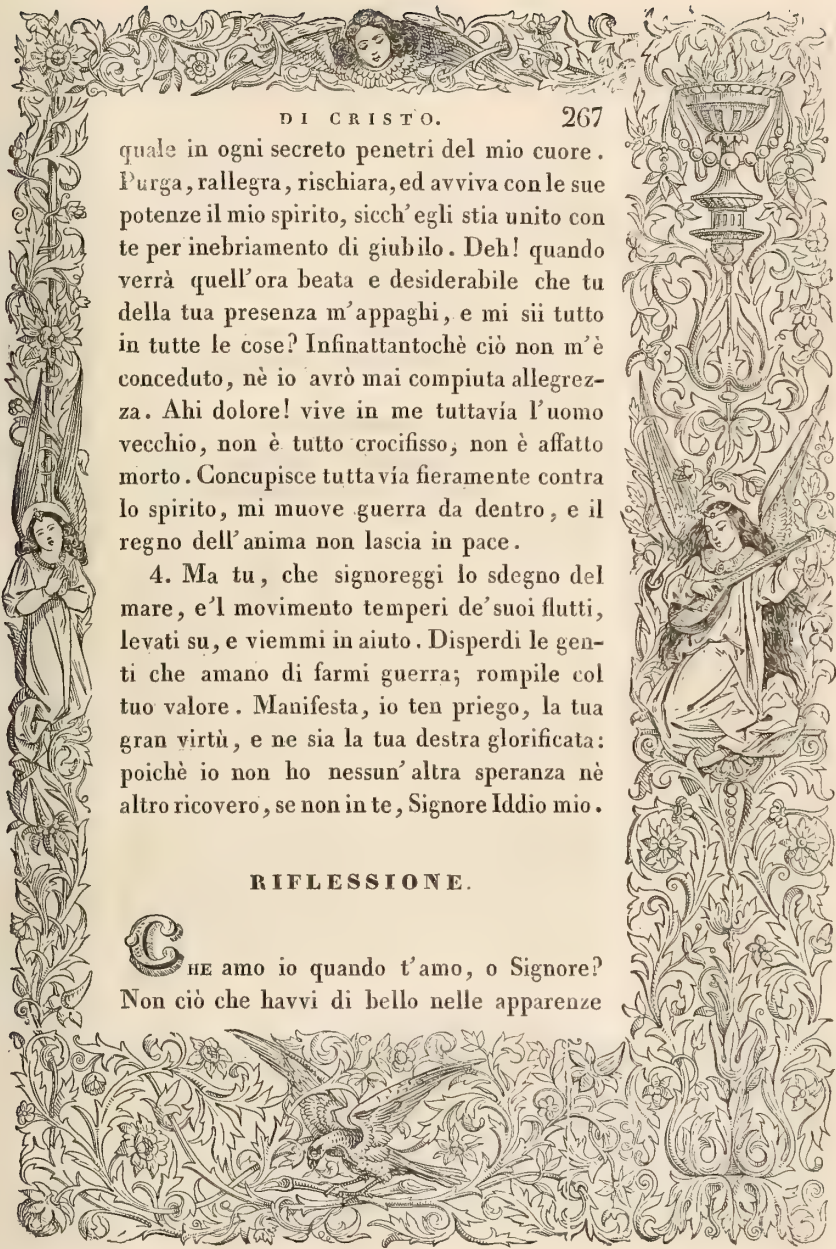 DI CRISTO. 267
quale in ogni secreto penetri del mio cuore.
Purga, rallegra, rischiara, ed avviva con le sue
potenze il mio spirito, sicch' egli stia unito con
te per inebriamento di giubilo. Deh! quando
verrà quell'ora beata e desiderabile che tu
della tua presenza m'appaghi, e mi sii tutto
in tutte le cose? Infinattantochè ciò non m'è
conceduto, nè io avrò mai compiuta allegrez-
za. Ahi dolore! vive in me tuttavía l'uomo
vecchio, non è tutto crocifisso, non è affatto
morto. Concupisce tuttavía fieramente contra
lo spirito, mi muove guerra da dentro, e il
regno dell'anima non lascia in pace.
4. Ma tu, che signoreggi lo sdegno del
mare, e'l movimento temperi de' suoi flutti,
levati su, e viemmi in aiuto. Disperdi le gen-
ti che amano di farmi guerra; rompile col
tuo valore. Manifesta, io ten priego, la tua
gran virtù, e ne sia la tua destra glorificata:
poichè io non ho nessun' altra speranza nè
altro ricovero, se non in te, Signore Iddio mio.
RIFLESSIONE.
CHE amo io quando t'amo, o Signore?
Non ciò che havvi di bello nelle apparenze